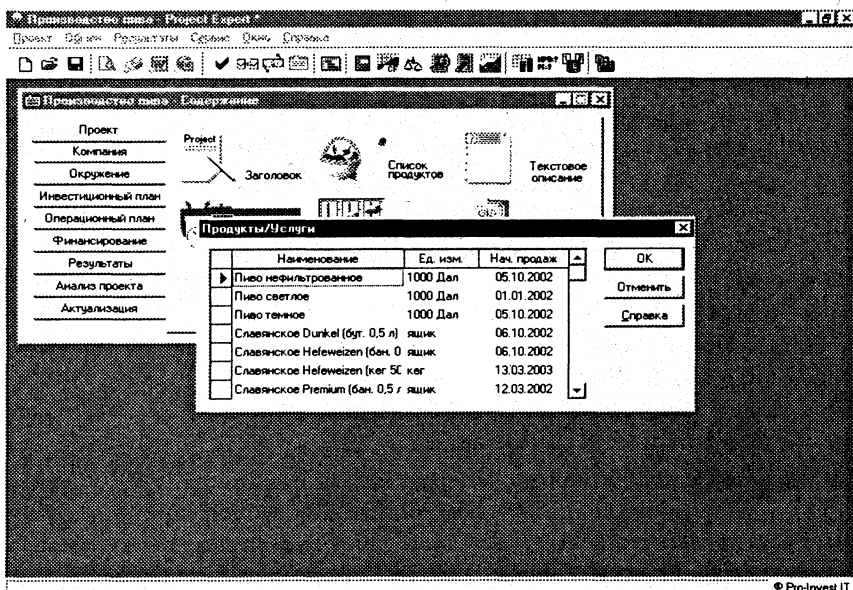 Производство пива - Project Expert *
Проект Обмен Результаты Сервис Окно Справка
Производство пива - Содержание
Проект
Компания
Окружение
Инвестиционный план
Операционный план
Финансирование
Результаты
Анализ проекта
Актуализация
Project
Заголовок
Список
продуктов
Текстовое
описание
Продукты/Услуги
Наименование Ед. изм. Нач. продаж
Пиво нефильтрованное 1000 Дал 05.10.2002
Пиво светлое 1000 Дал 01.01.2002
Пиво темное 1000 Дал 05.10.2002
Славянское Dunkel (бут. 0,5 л) ящик 06.10.2002
Славянское Hefeweizen (бан. 0 ящик 06.10.2002
Славянское Hefeweizen (кег 50 кег 13.03.2003
Славянское Premium (бан. 0,5 л ящик 12.03.2002
OK
Отменить
Справка
© Pro-Invest IT